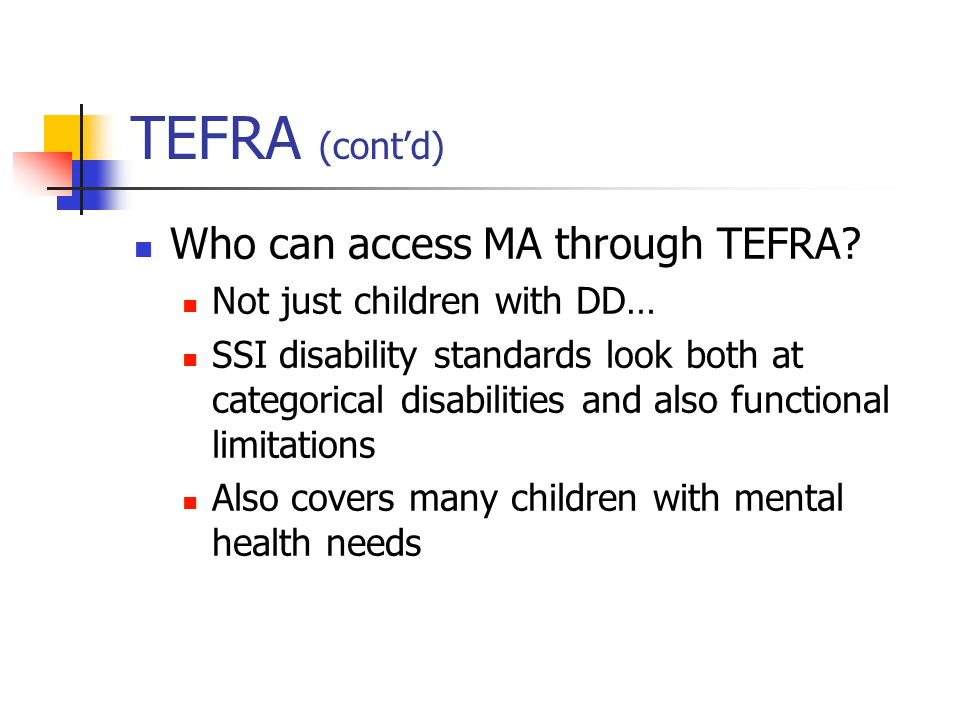 TEFRA (cont’d)
Who can access MA through TEFRA?
Not just children with DD…
SSI disability standards look both at
categorical disabilities and also functional
limitations
Also covers many children with mental
health needs